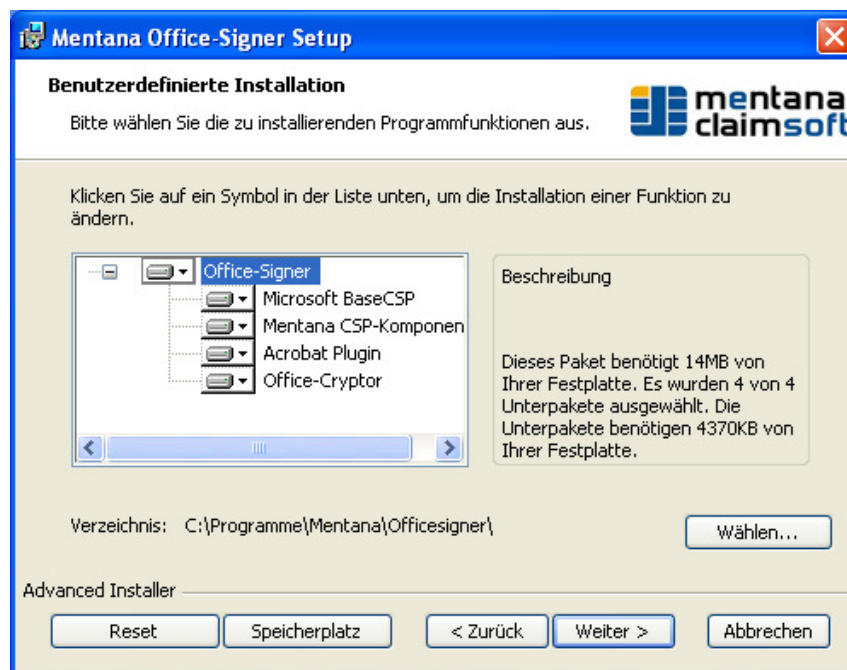 Mentana Office-Signer Setup
Benutzerdefinierte Installation
Bitte wählen Sie die zu installierenden Programmfunktionen aus.
mentana
claimsoft
Klicken Sie auf ein Symbol in der Liste unten, um die Installation einer Funktion zu
ändern.
Office-Signer
Microsoft BaseCSP
Mentana CSP-Komponen
Acrobat Plugin
Office-Cryptor
Beschreibung
Dieses Paket benötigt 14MB von
Ihrer Festplatte. Es wurden 4 von 4
Unterpakete ausgewählt. Die
Unterpakete benötigen 4370KB von
Ihrer Festplatte.
Verzeichnis: C:\Programme\Mentana\Officesigner\
Wählen...
Advanced Installer
Reset
Speicherplatz
< Zurück
Weiter >
Abbrechen